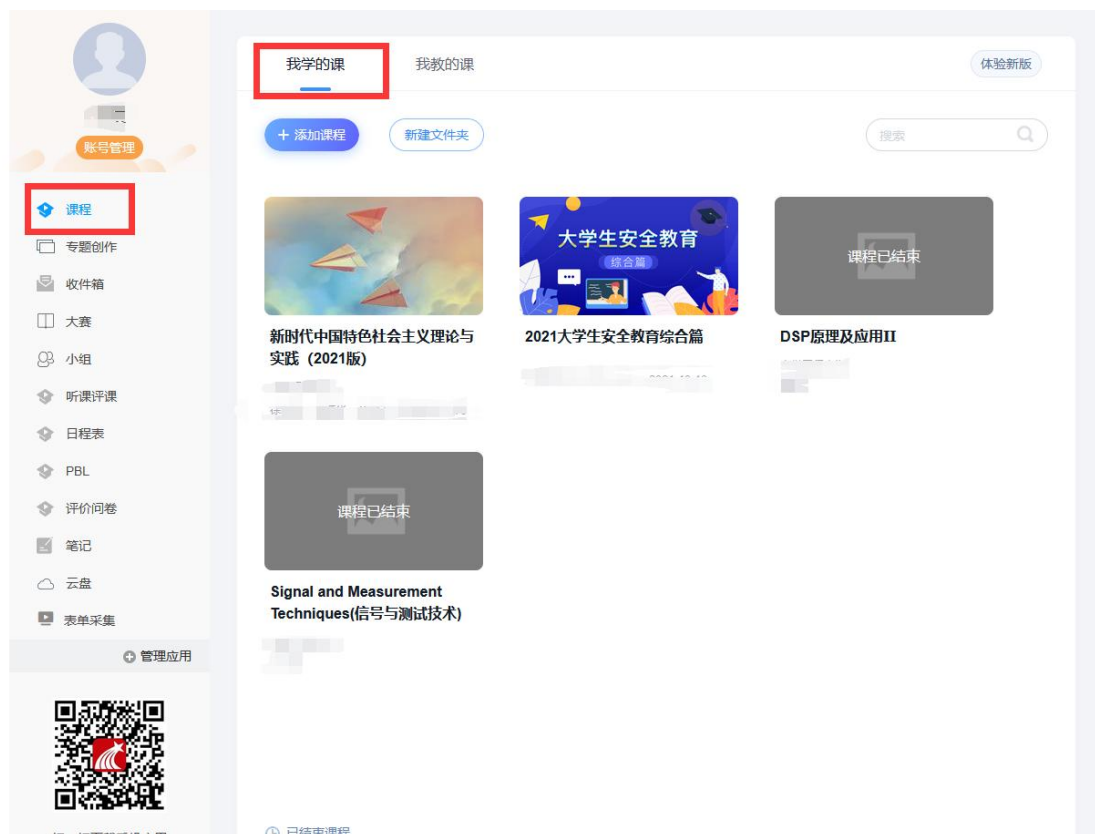 账号管理
课程
专题创作
收件箱
大赛
小组
听课评课
日程表
PBL
评价问卷
笔记
云盘
表单采集
管理应用
我学的课
我教的课
体验新版
+ 添加课程
新建文件夹
搜索
大学生安全教育
综合篇
课程已结束
新时代中国特色社会主义理论与
实践（2021版）
2021大学生安全教育综合篇
DSP原理及应用II
课程已结束
Signal and Measurement
Techniques(信号与测试技术)
已结束课程